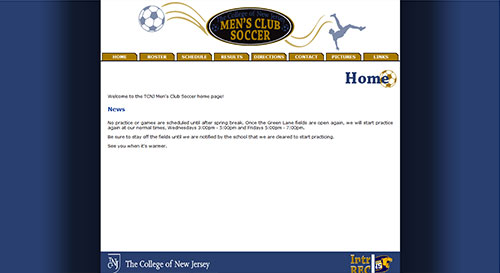 The College of New Jersey
MEN'S CLUB
SOCCER
HOME ROSTER SCHEDULE RESULTS DIRECTIONS CONTACT PICTURES LINKS
Home
Welcome to the TCNJ Men's Club Soccer home page!
News
No practice or games are scheduled until after spring break. Once the Green Lane fields are open again, we will start practice
again at our normal times, Wednesdays 3:00pm - 5:00pm and Fridays 5:00pm - 7:00pm.
Be sure to stay off the fields until we are notified by the school that we are cleared to start practicing.
See you when it's warmer.
The College of New Jersey
Intr
REC